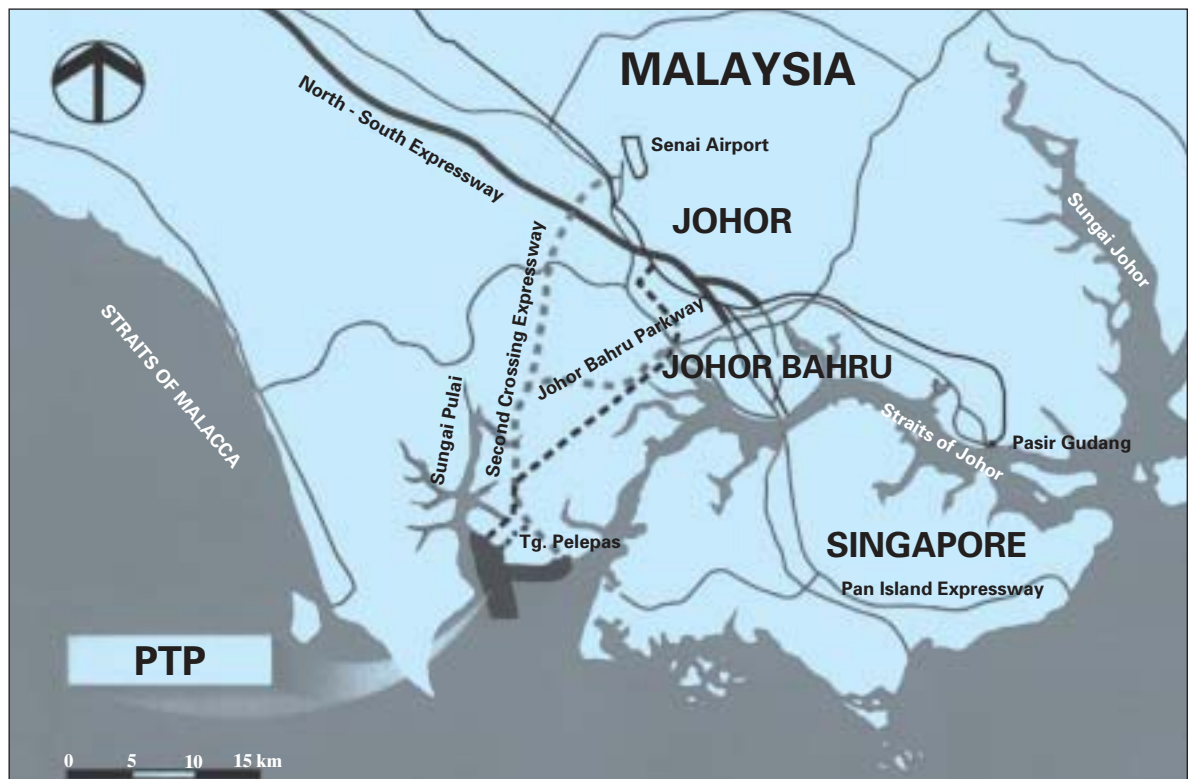 MALAYSIA
North - South Expressway
Senai Airport
JOHOR
Sungai Johor
Second Crossing Expressway
STRAITS OF MALACCA
Johor Bahru Parkway
JOHOR BAHRU
Sungai Pulai
Straits of Johor
Pasir Gudang
Tg. Pelepas
SINGAPORE
Pan Island Expressway
PTP
0 5 10 15 km